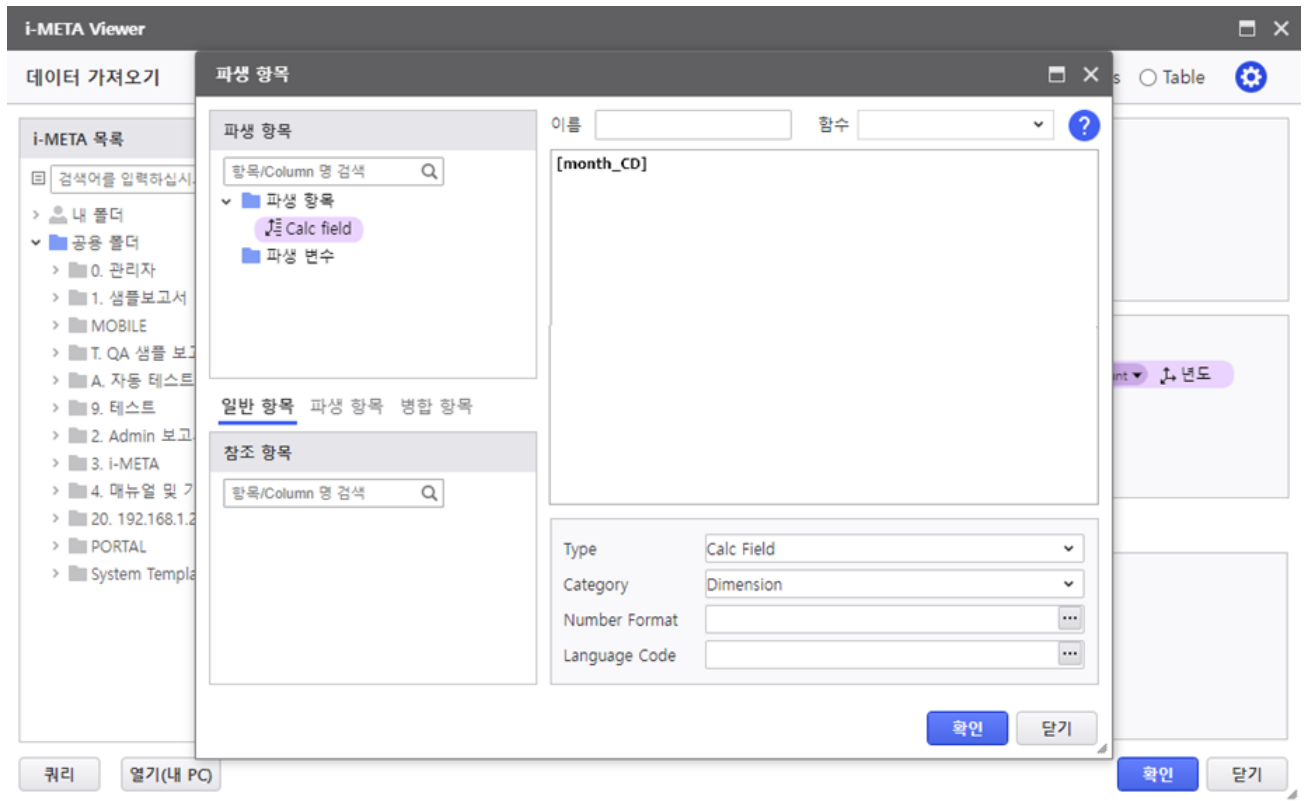 i-META Viewer
데이터 가져오기
s Table
i-META 목록
검색어를 입력하십시.
내 폴더
공용 폴더
0. 관리자
1. 샘플보고서
MOBILE
T. QA 샘플 보고
A. 자동 테스트
9. 테스트
2. Admin 보고
3. i-META
4. 매뉴얼 및 기
20. 192.168.1.2
PORTAL
System Templa
파생 항목
파생 항목
항목/Column 명 검색
파생 항목
Calc field
파생 변수
일반 항목 파생 항목 병합 항목
참조 항목
항목/Column 명 검색
이름 함수 ?
[month_CD]
Type Calc Field
Category Dimension
Number Format ...
Language Code ...
확인 닫기
nt 년도
쿼리 열기(내 PC) 확인 닫기